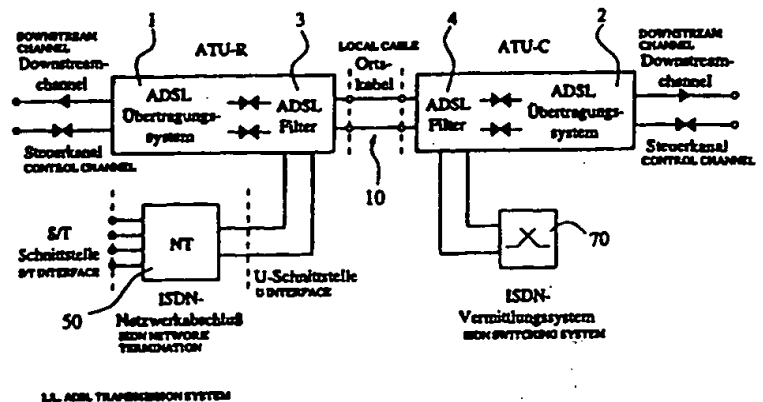 1
3
4
2
DOWNSTREAM
CHANNEL
Downstream-
channel
ATU-R
LOCAL CABLE
Orts-
kabel
ATU-C
DOWNSTREAM
CHANNEL
Downstream-
channel
ADSL
Übertragungs-
system
ADSL
Filter
ADSL
Filter
ADSL
Übertragungs-
system
Steuerkanal
CONTROL CHANNEL
Steuerkanal
CONTROL CHANNEL
10
S/T
Schnittstelle
S/T INTERFACE
NT
50
U-Schnittstelle
U INTERFACE
70
ISDN-
Netzwerkabschluß
ISDN NETWORK
TERMINATION
ISDN-
Vermittlungssystem
ISDN SWITCHING SYSTEM
1,2... ADSL TRANSMISSION SYSTEM